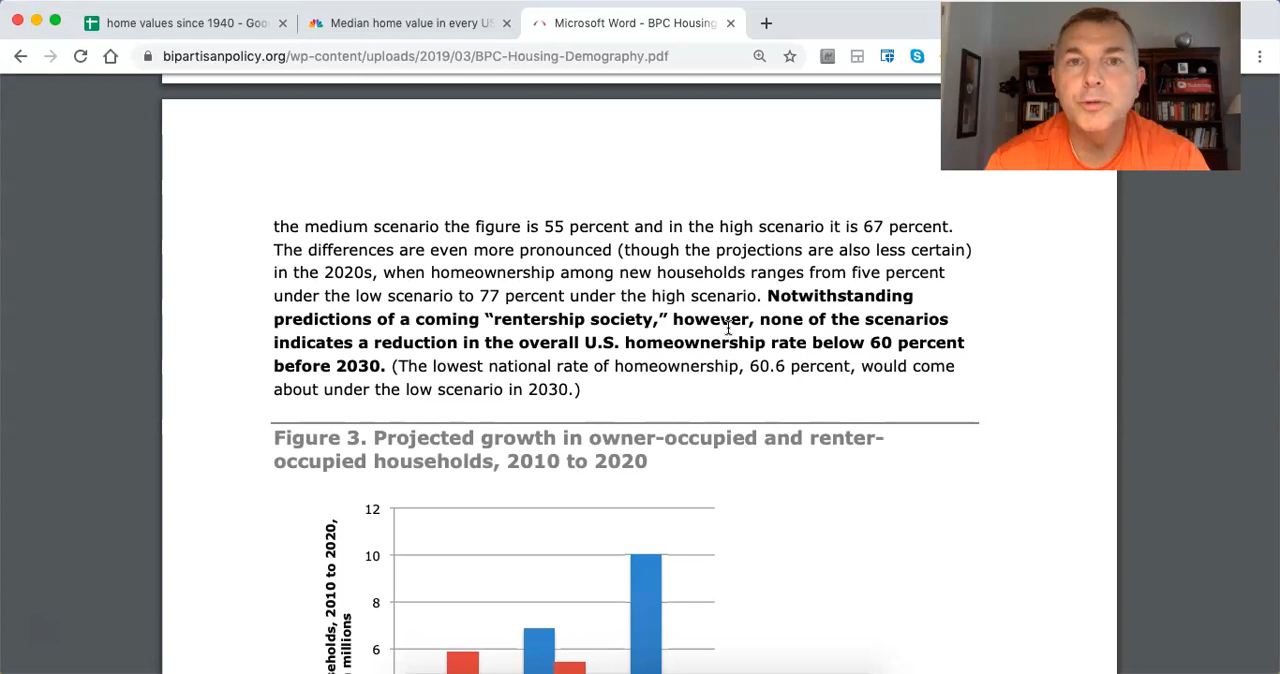 home values since 1940 - Goo
Median home value in every US
Microsoft Word - BPC Housing
bipartisanpolicy.org/wp-content/uploads/2019/03/BPC-Housing-Demography.pdf
the medium scenario the figure is 55 percent and in the high scenario it is 67 percent.
The differences are even more pronounced (though the projections are also less certain)
in the 2020s, when homeownership among new households ranges from five percent
under the low scenario to 77 percent under the high scenario. Notwithstanding
predictions of a coming “rentership society,” however, none of the scenarios
indicates a reduction in the overall U.S. homeownership rate below 60 percent
before 2030. (The lowest national rate of homeownership, 60.6 percent, would come
about under the low scenario in 2030.)
Figure 3. Projected growth in owner-occupied and renter-
occupied households, 2010 to 2020
12
10
8
6
seholds, 2010 to 2020,
millions